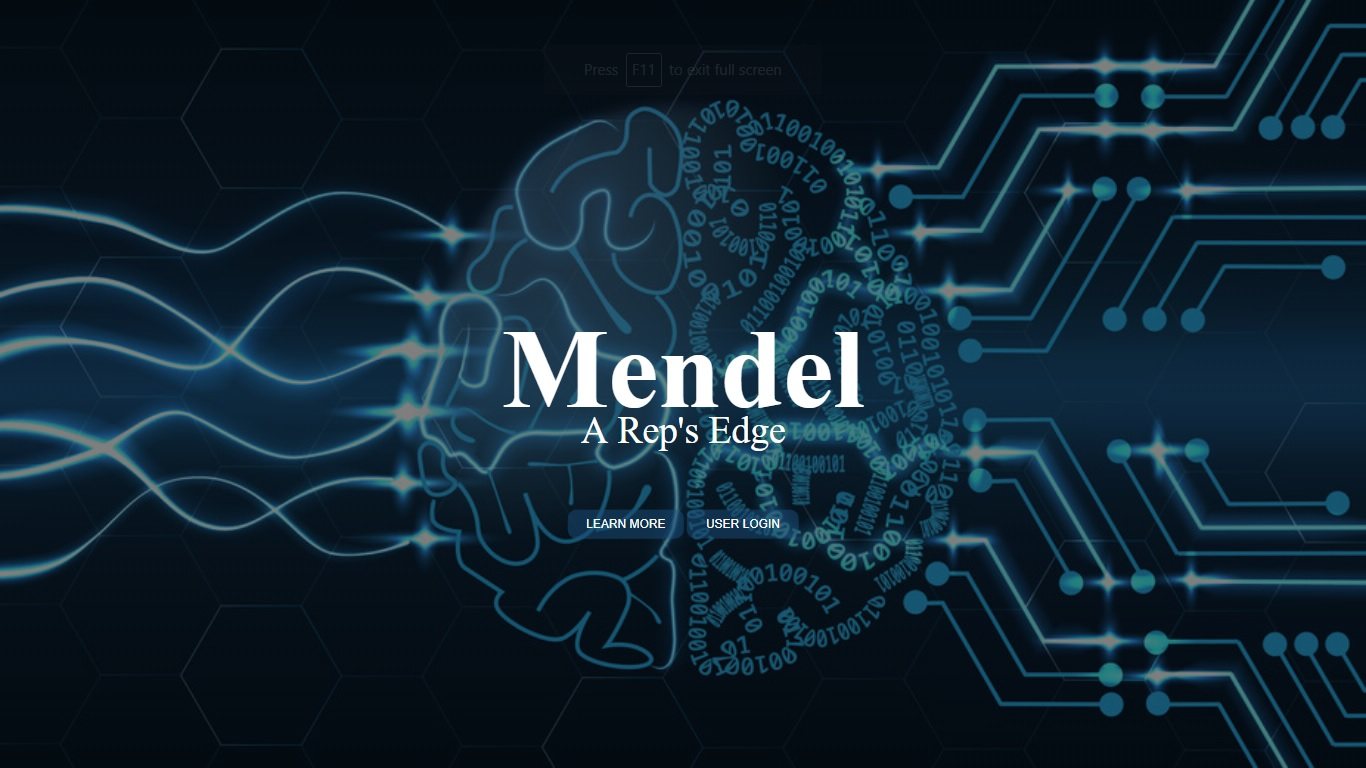 Press F11 to exit full screen
Mendel
A Rep's Edge
LEARN MORE USER LOGIN